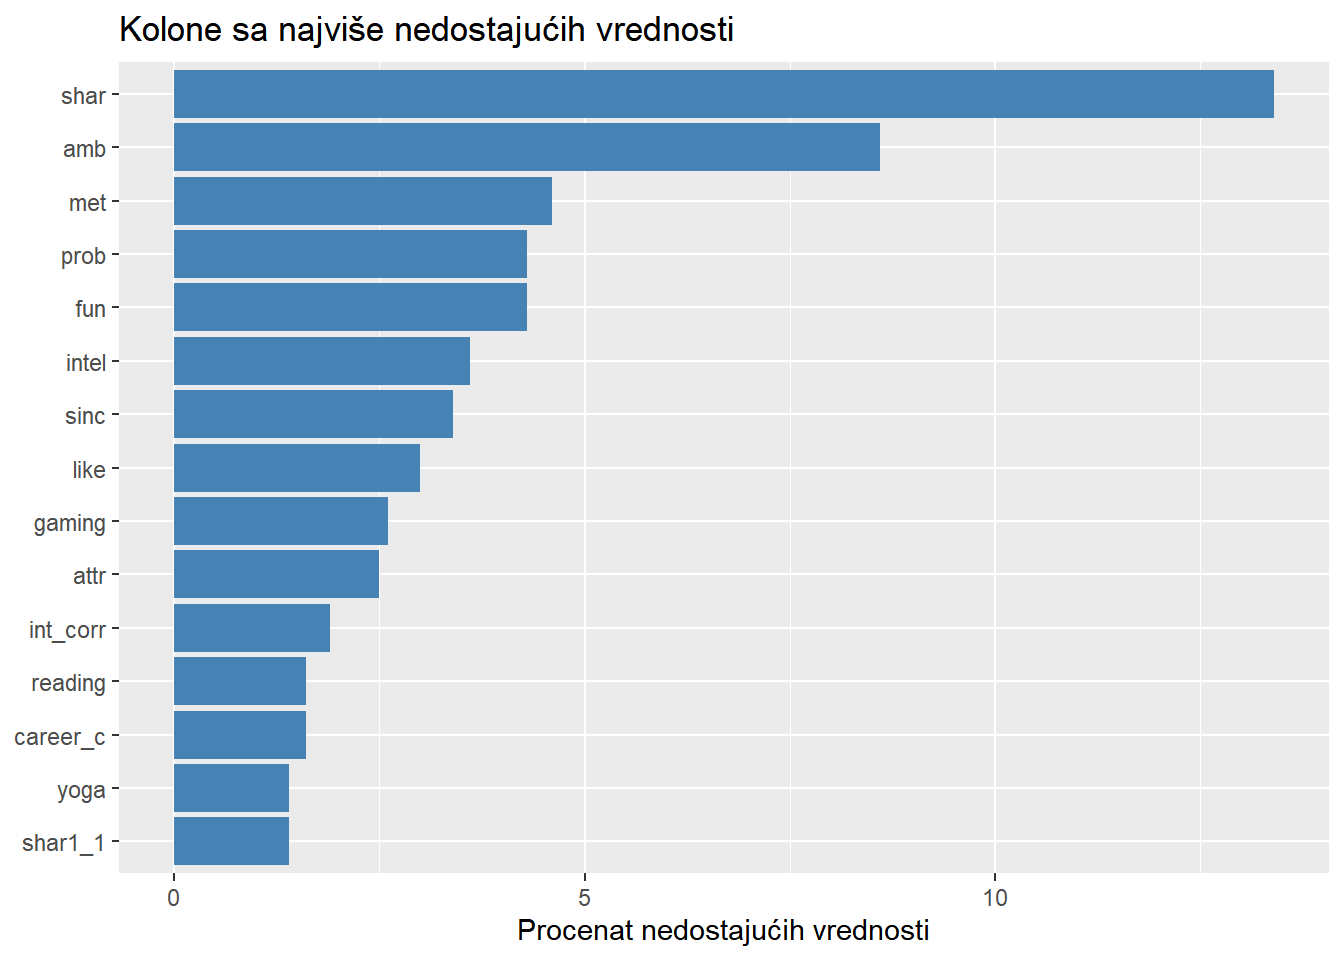 Kolone sa najviše nedostajućih vrednosti
shar
amb
met
prob
fun
intel
sinc
like
gaming
attr
int_corr
reading
career_c
yoga
shar1_1
0 5 10
Procenat nedostajućih vrednosti